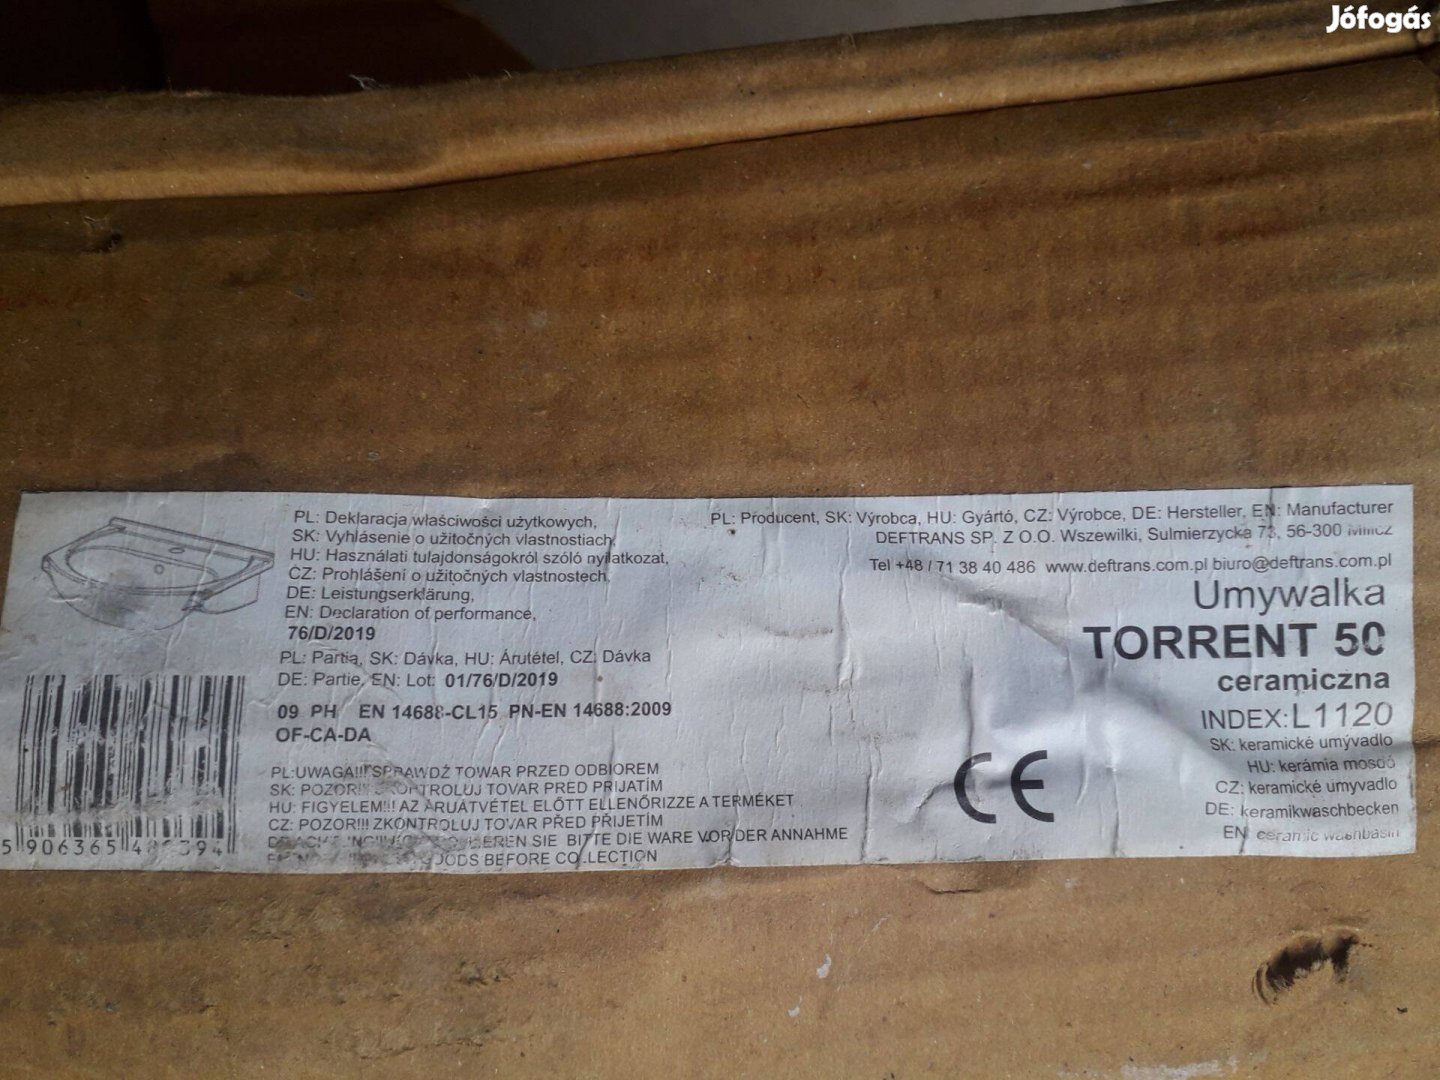 Jófogás
PL: Deklaracja właściwości użytkowych,
SK: Vyhlásenie o užitočných vlastnostiach,
HU: Használati tulajdonságokról szóló nyilatkozat,
CZ: Prohlášení o užitočných vlastnostech,
DE: Leistungserklärung,
EN: Declaration of performance,
76/D/2019
PL: Partia, SK: Dávka, HU: Árutétel, CZ: Dávka
DE: Partie, EN: Lot: 01/76/D/2019
09 PH EN 14688-CL15 PN-EN 14688:2009
OF-CA-DA
PL:UWAGA!!! SPRAWDŹ TOWAR PRZED ODBIOREM
SK: POZOR!!! SKONTROLUJ TOVAR PRED PRIJATÍM
HU: FIGYELEM!!! AZ ÁRUÁTVÉTEL ELŐTT ELLENŐRIZZE A TERMÉKET
CZ: POZOR!!! ZKONTROLUJ TOVAR PŘED PŘIJETÍM
SIE BITTE DIE WARE VOR DER ANNAHME
GOODS BEFORE COLLECTION
5 906365
PL: Producent, SK: Výrobca, HU: Gyártó, CZ: Výrobce, DE: Hersteller, EN: Manufacturer
DEFTRANS SP. Z O.O. Wszewilki, Sulmierzycka 73, 56-300 Milicz
Tel +48 / 71 38 40 486 www.deftrans.com.pl biuro@deftrans.com.pl
Umywalka
TORRENT 50
ceramiczna
INDEX:L1120
SK: keramické umývadlo
HU: kerámia mosdó
CZ: keramické umyvadlo
DE: keramikwaschbecken
EN: ceramic washbasin
CE